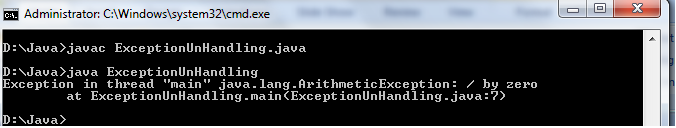 Administrator: C:\Windows\system32\cmd.exe
D:\Java>javac ExceptionUnHandling.java
D:\Java>java ExceptionUnHandling
Exception in thread "main" java.lang.ArithmeticException: / by zero
at ExceptionUnHandling.main(ExceptionUnHandling.java:7)
D:\Java>